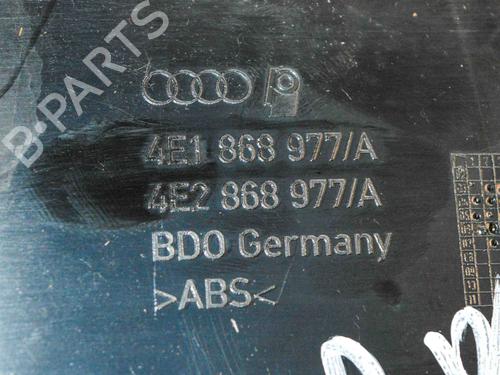 B-PARTS
4E1 868 977/A
4E2 868 977/A
BDO Germany
>ABS<